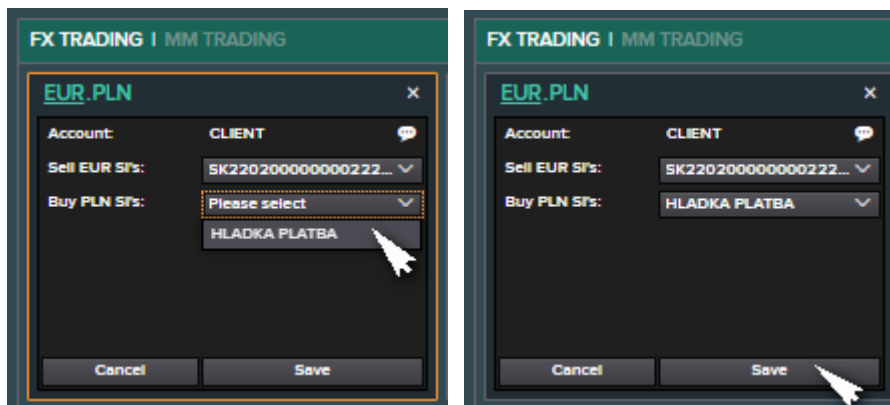 FX TRADING I MM TRADING
EUR.PLN
Account: CLIENT
Sell EUR SI's: SK2202000000000222...
Buy PLN SI's: Please select
HLADKA PLATBA
Cancel Save
FX TRADING I MM TRADING
EUR.PLN
Account: CLIENT
Sell EUR SI's: SK2202000000000222...
Buy PLN SI's: HLADKA PLATBA
Cancel Save